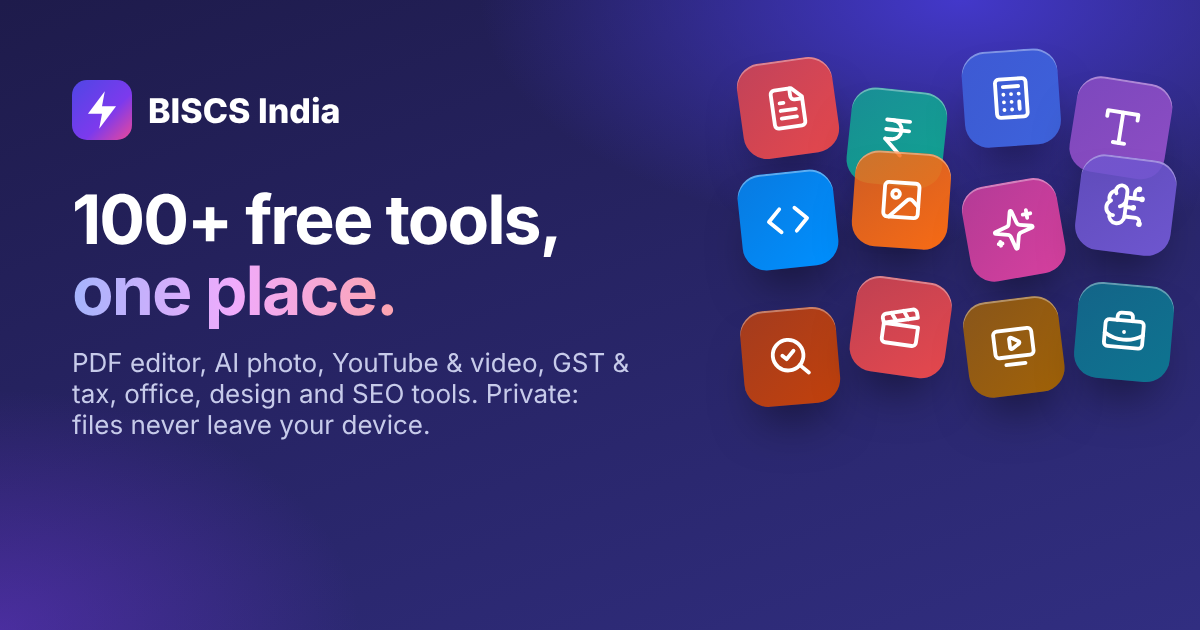 BISCS India
100+ free tools,
one place.
PDF editor, AI photo, YouTube & video, GST &
tax, office, design and SEO tools. Private:
files never leave your device.
₹
T